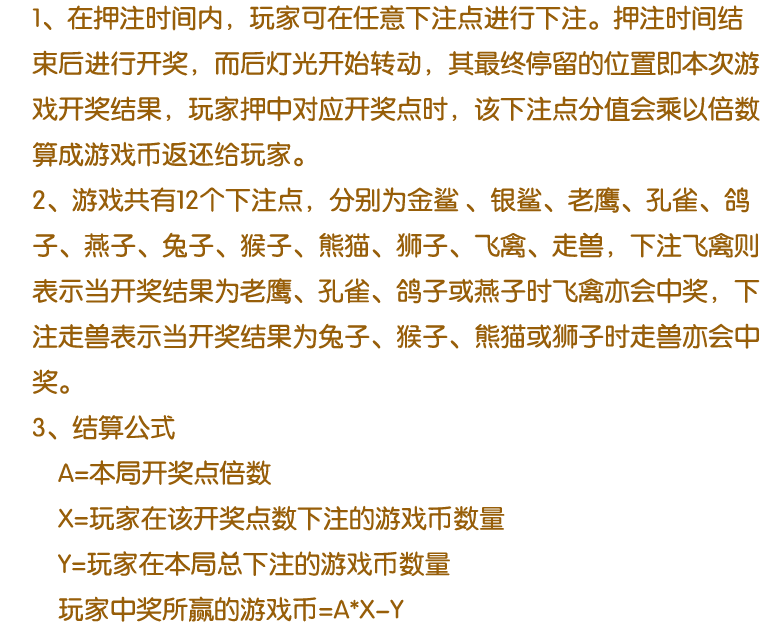 1、在押注时间内，玩家可在任意下注点进行下注。押注时间结
束后进行开奖，而后灯光开始转动，其最终停留的位置即本次游
戏开奖结果，玩家押中对应开奖点时，该下注点分值会乘以倍数
算成游戏币返还给玩家。
2、游戏共有12个下注点，分别为金鲨 、银鲨、老鹰、孔雀、鸽
子、燕子、兔子、猴子、熊猫、狮子、飞禽、走兽，下注飞禽则
表示当开奖结果为老鹰、孔雀、鸽子或燕子时飞禽亦会中奖，下
注走兽表示当开奖结果为兔子、猴子、熊猫或狮子时走兽亦会中
奖。
3、结算公式
A=本局开奖点倍数
X=玩家在该开奖点数下注的游戏币数量
Y=玩家在本局总下注的游戏币数量
玩家中奖所赢的游戏币=A*X-Y